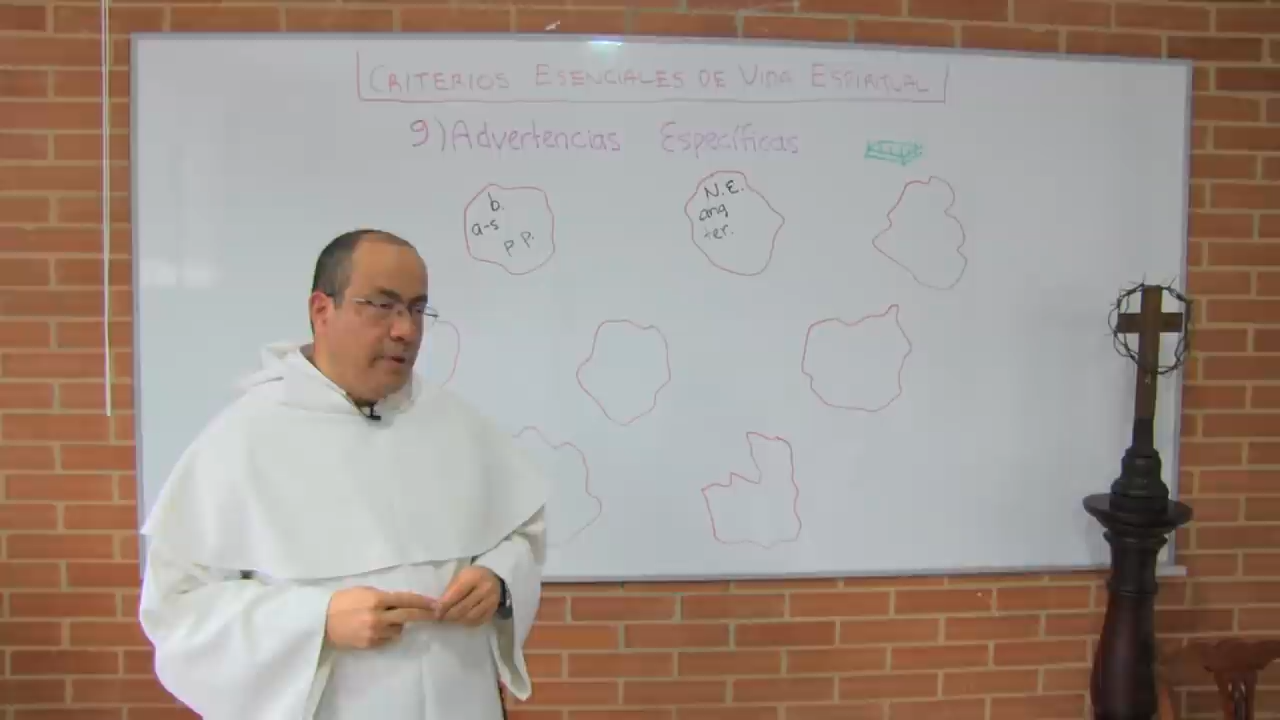 CRITERIOS ESENCIALES DE VIDA ESPIRITUAL
9) Advertencias Específicas
b.
a-s
p p.
N.E.
ang
ter.